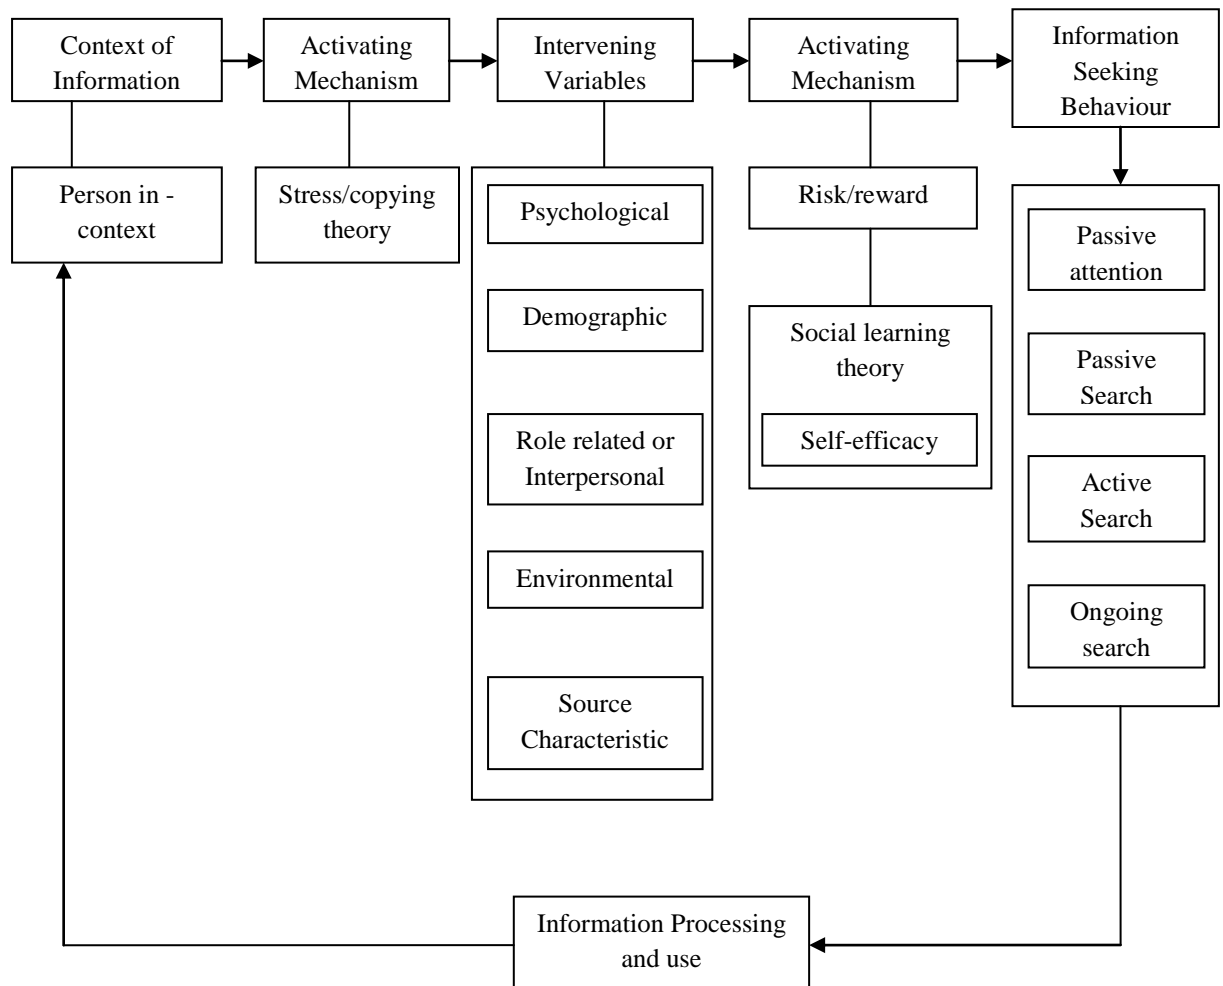 Context of
Information
Activating
Mechanism
Intervening
Variables
Activating
Mechanism
Information
Seeking
Behaviour
Person in -
context
Stress/copying
theory
Psychological
Demographic
Role related or
Interpersonal
Environmental
Source
Characteristic
Risk/reward
Social learning
theory
Self-efficacy
Passive
attention
Passive
Search
Active
Search
Ongoing
search
Information Processing
and use